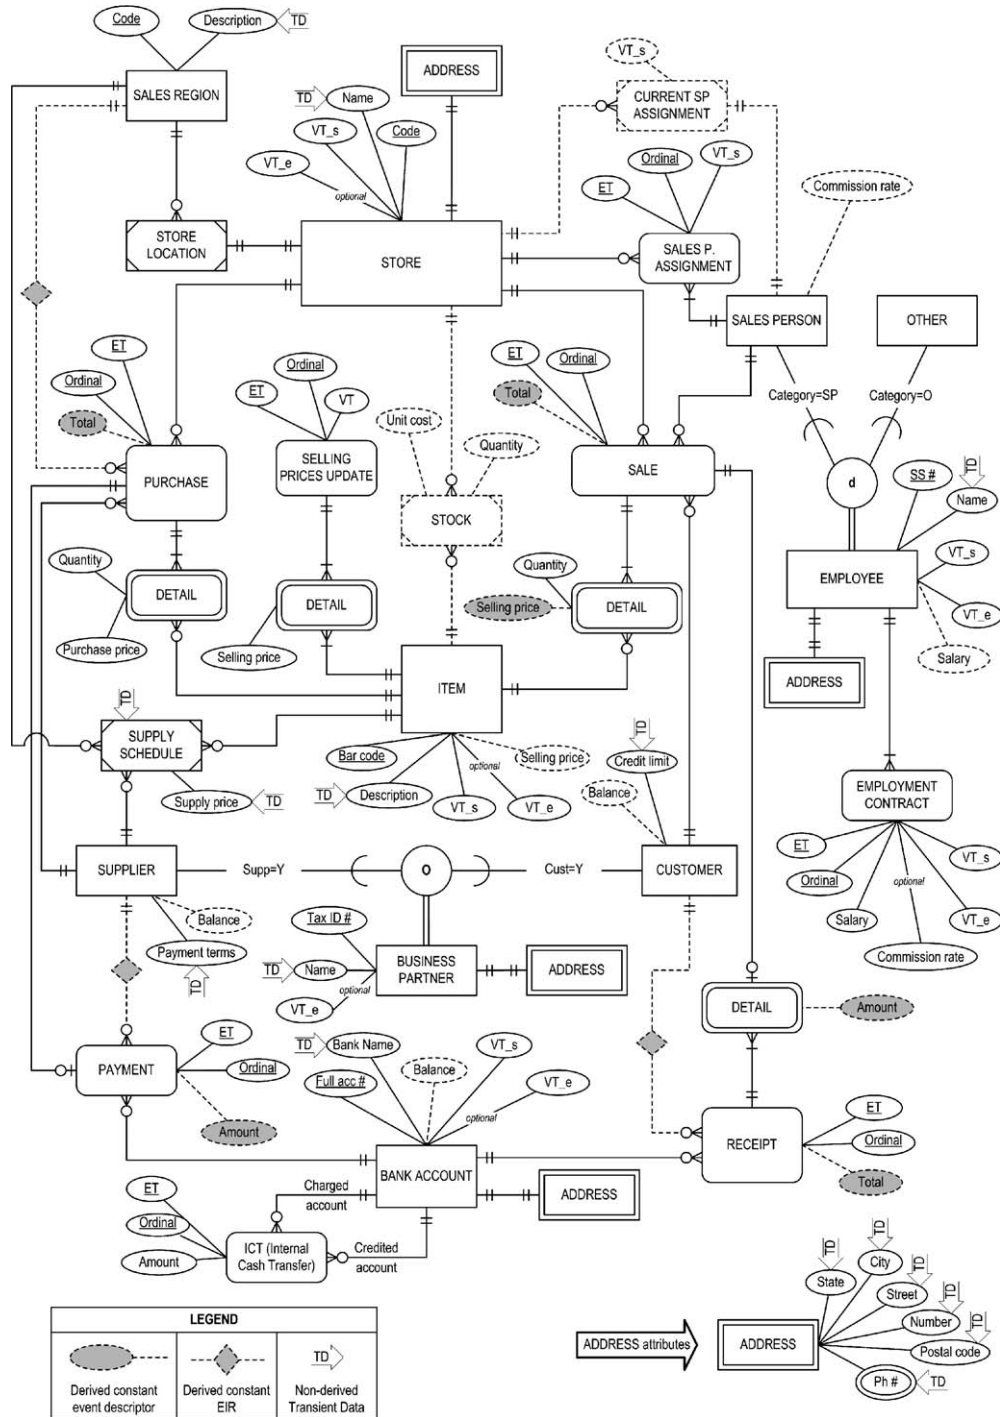 Code
Description
TD
SALES REGION
ADDRESS
VT_s
CURRENT SP
ASSIGNMENT
TD
Name
VT_s
Code
VT_e
optional
ET
Ordinal
VT_s
Commission rate
STORE
LOCATION
STORE
SALES P.
ASSIGNMENT
SALES PERSON
OTHER
ET
Ordinal
Total
ET
Ordinal
VT
Unit cost
Quantity
ET
Ordinal
Total
Category=SP
Category=O
PURCHASE
SELLING
PRICES UPDATE
STOCK
SALE
d
SS #
TD
Name
VT_s
VT_e
Salary
EMPLOYEE
ADDRESS
Quantity
DETAIL
Purchase price
DETAIL
Selling price
Quantity
Selling price
DETAIL
ITEM
TD
SUPPLY
SCHEDULE
Supply price
TD
Bar code
TD
Description
VT_s
optional
VT_e
Selling price
TD
Credit limit
Balance
EMPLOYMENT
CONTRACT
ET
Ordinal
Salary
optional
Commission rate
VT_s
VT_e
SUPPLIER
Supp=Y
O
Cust=Y
CUSTOMER
Balance
Payment terms
TD
Tax ID #
TD
Name
optional
VT_e
BUSINESS
PARTNER
ADDRESS
DETAIL
Amount
PAYMENT
ET
Ordinal
Amount
TD
Bank Name
Full acc #
Balance
VT_s
optional
VT_e
BANK ACCOUNT
RECEIPT
ET
Ordinal
Total
ADDRESS
Charged
account
Credited
account
ET
Ordinal
Amount
ICT (Internal
Cash Transfer)
LEGEND
Derived constant
event descriptor
Derived constant
EIR
TD
Non-derived
Transient Data
ADDRESS attributes
ADDRESS
TD
State
TD
City
TD
Street
TD
Number
TD
Postal code
Ph #
TD